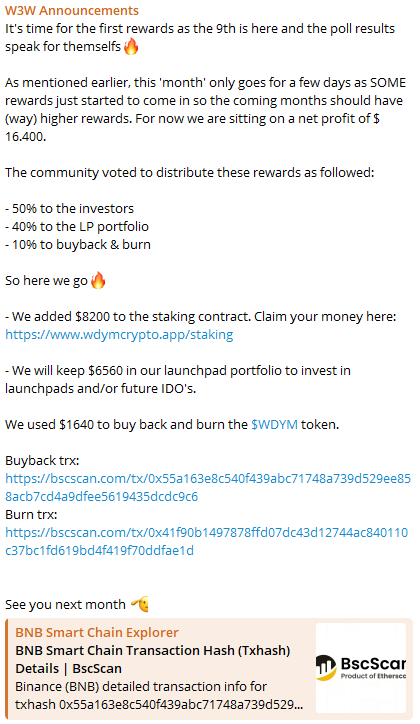 W3W Announcements
It's time for the first rewards as the 9th is here and the poll results
speak for themselfs🔥
As mentioned earlier, this 'month' only goes for a few days as SOME
rewards just started to come in so the coming months should have
(way) higher rewards. For now we are sitting on a net profit of $
16.400.
The community voted to distribute these rewards as followed:
- 50% to the investors
- 40% to the LP portfolio
- 10% to buyback & burn
So here we go🔥
- We added $8200 to the staking contract. Claim your money here:
https://www.wdymcrypto.app/staking
- We will keep $6560 in our launchpad portfolio to invest in
launchpads and/or future IDO's.
We used $1640 to buy back and burn the $WDYM token.
Buyback trx:
https://bscscan.com/tx/0x55a163e8c540f439abc71748a739d529ee85
8acb7cd4a9dfee5619435dcdc9c6
Burn trx:
https://bscscan.com/tx/0x41f90b1497878ffd07dc43d12744ac840110
c37bc1fd619bd4f419f70ddfae1d
See you next month 🫡
BNB Smart Chain Explorer
BNB Smart Chain Transaction Hash (Txhash)
Details | BscScan
Binance (BNB) detailed transaction info for
txhash 0x55a163e8c540f439abc71748a739d529...
BscScan
Product of Ethersc